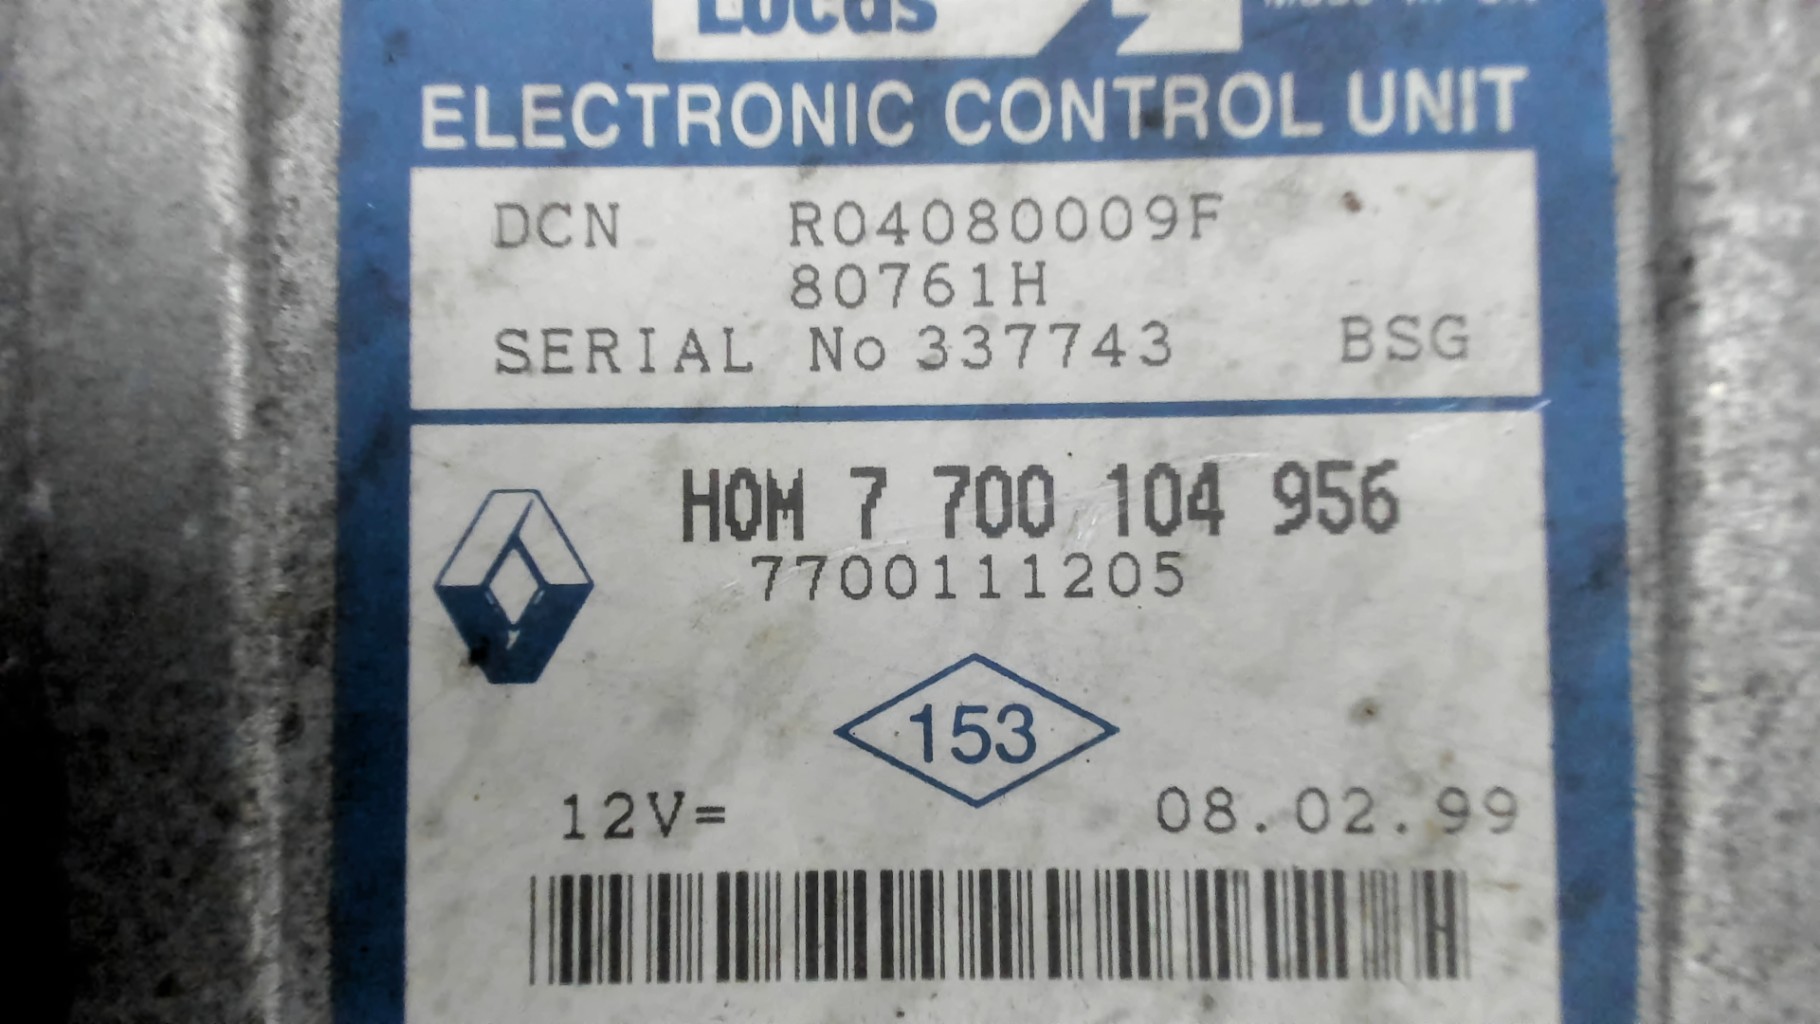 Lucas
ELECTRONIC CONTROL UNIT
DCN R04080009F
80761H
SERIAL No 337743 BSG
HOM 7 700 104 956
7700111205
153
12V= 08.02.99